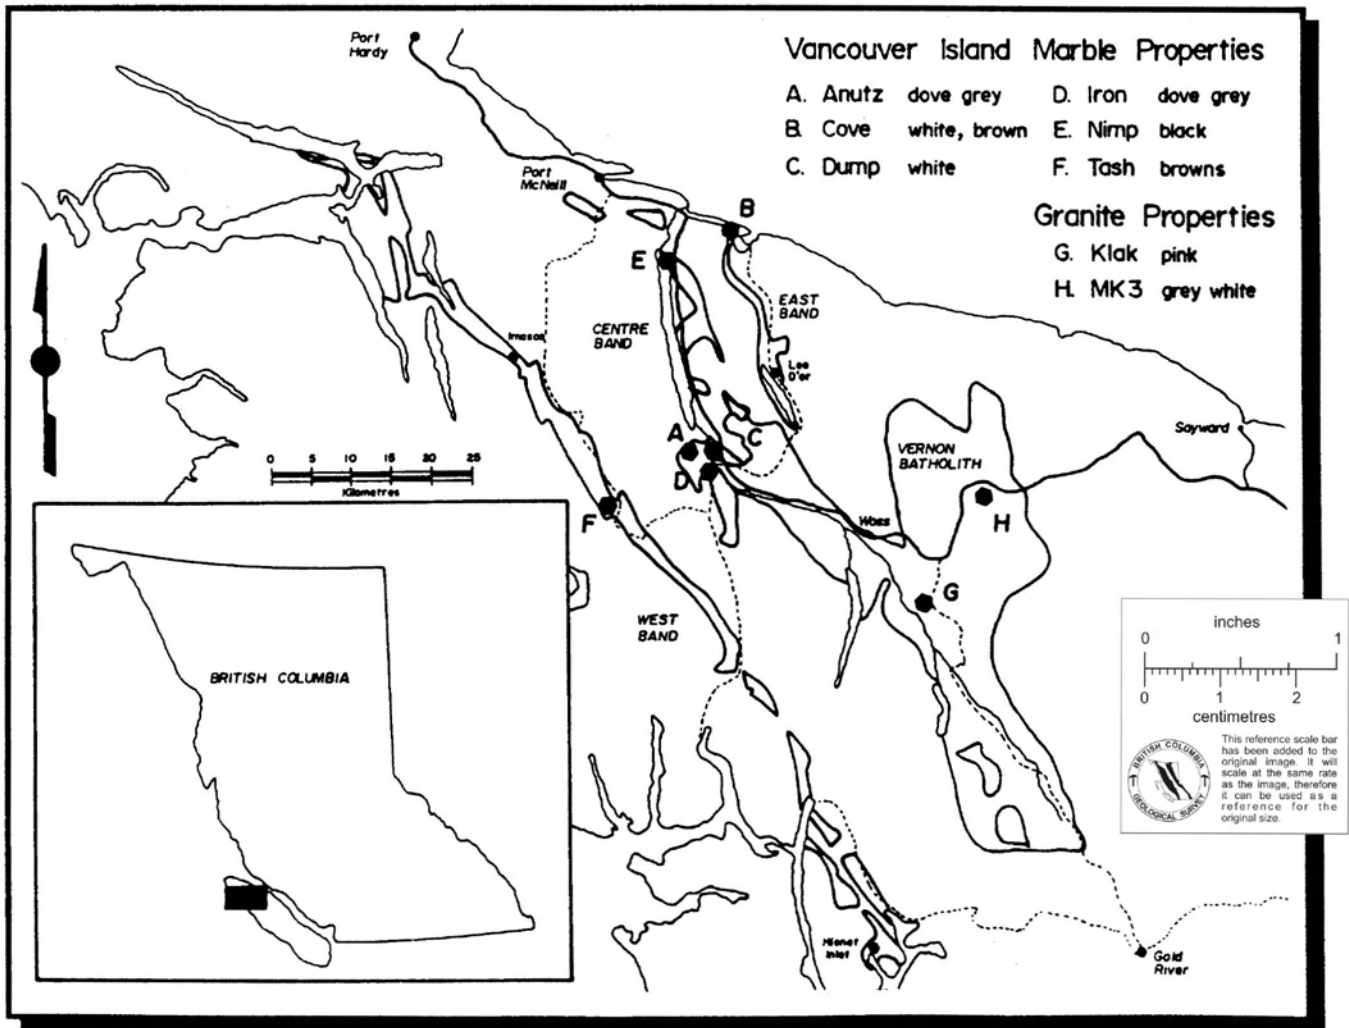 Vancouver Island Marble Properties
A. Anutz dove grey
B. Cove white, brown
C. Dump white
D. Iron dove grey
E. Nimp black
F. Tash browns
Granite Properties
G. Klak pink
H. MK3 grey white
Port
Hardy
Port
McNeill
B
E
EAST
BAND
CENTRE
BAND
Imasos
Lee
D'or
A
C
D
F
VERNON
BATHOLITH
Sayward
H
Woss
G
WEST
BAND
0 5 10 15 20 25
Kilometres
BRITISH COLUMBIA
Hisnet
Inlet
Gold
River
inches
0 1
0 1 2
centimetres
This reference scale bar
has been added to the
original image. It will
scale at the same rate
as the image, therefore
it can be used as a
reference for the
original size.
BRITISH COLUMBIA
GEOLOGICAL SURVEY